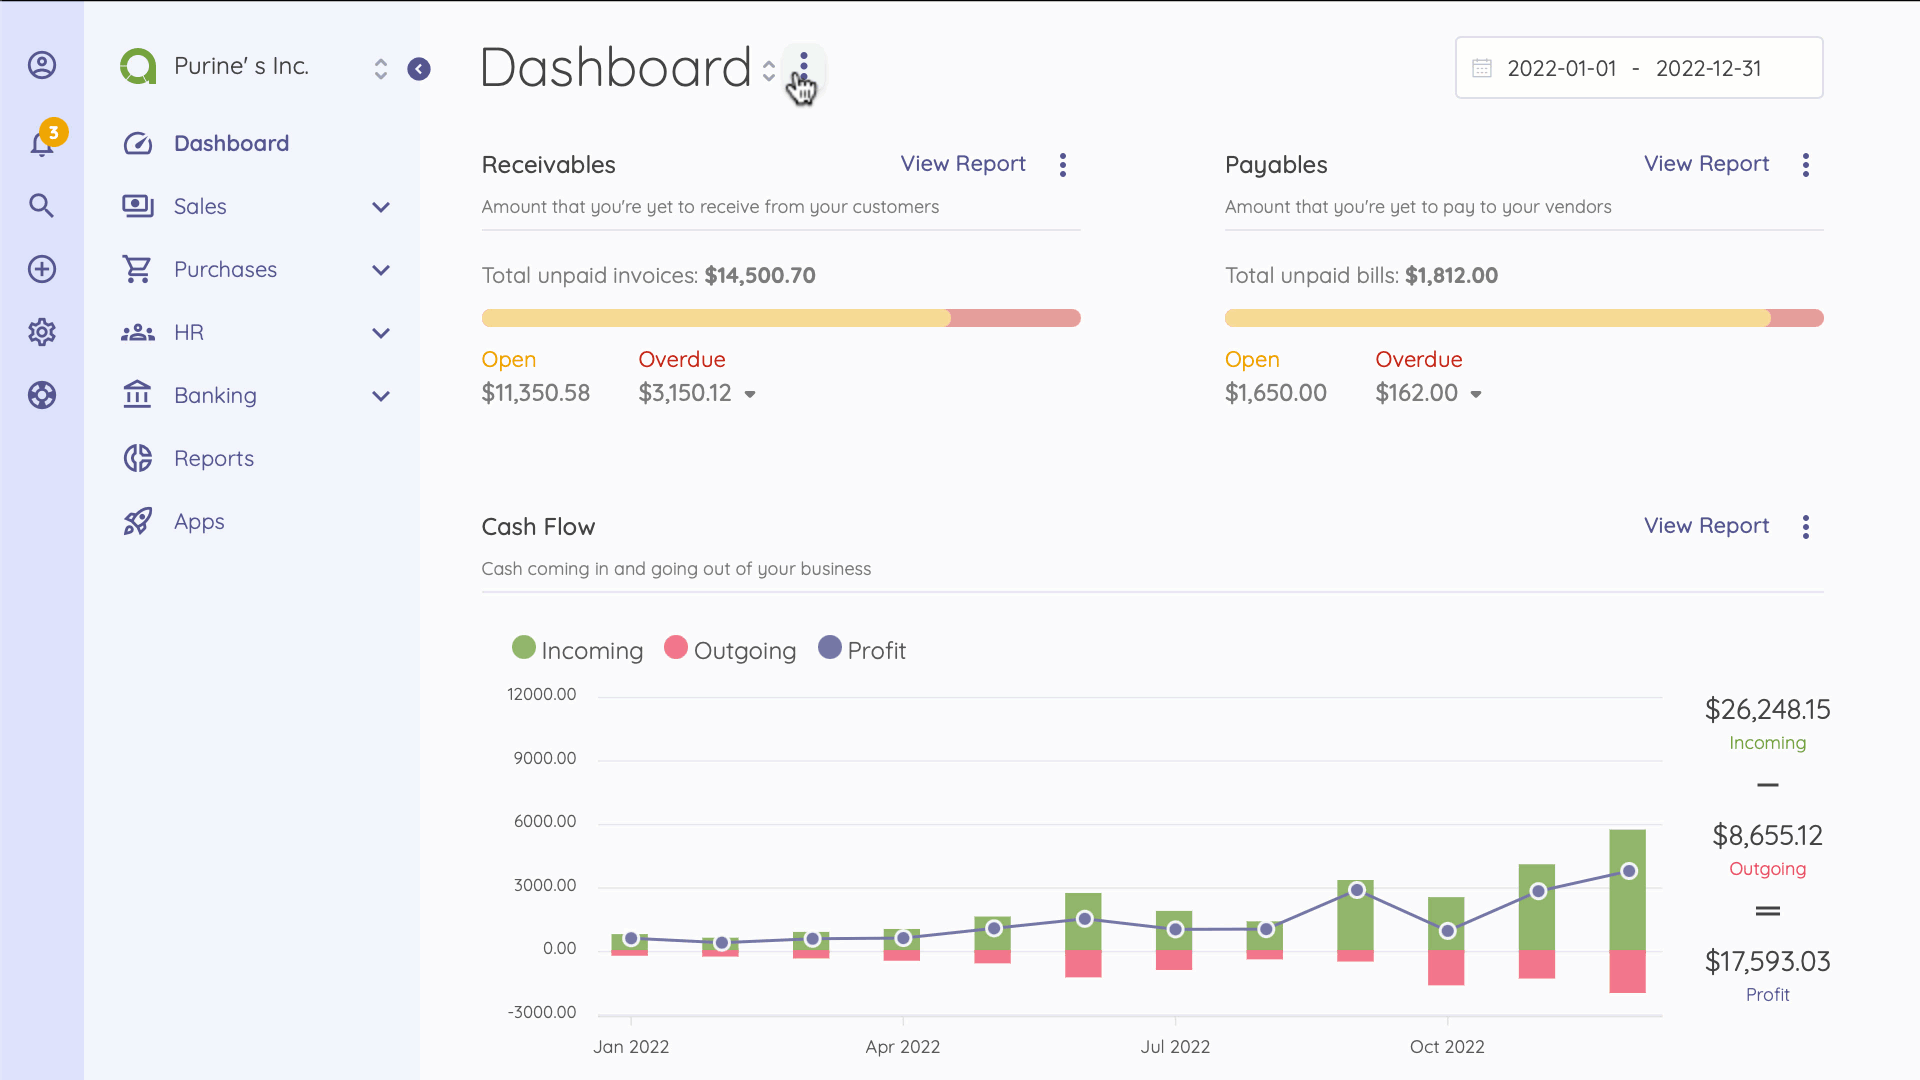 Purine' s Inc.
3
Dashboard
Sales
Purchases
HR
Banking
Reports
Apps
Dashboard
2022-01-01 - 2022-12-31
Receivables
View Report
Amount that you're yet to receive from your customers
Total unpaid invoices: $14,500.70
Open
Overdue
$11,350.58
$3,150.12
Payables
View Report
Amount that you're yet to pay to your vendors
Total unpaid bills: $1,812.00
Open
Overdue
$1,650.00
$162.00
Cash Flow
View Report
Cash coming in and going out of your business
Incoming
Outgoing
Profit
12000.00
9000.00
6000.00
3000.00
0.00
-3000.00
Jan 2022
Apr 2022
Jul 2022
Oct 2022
$26,248.15
Incoming
$8,655.12
Outgoing
$17,593.03
Profit